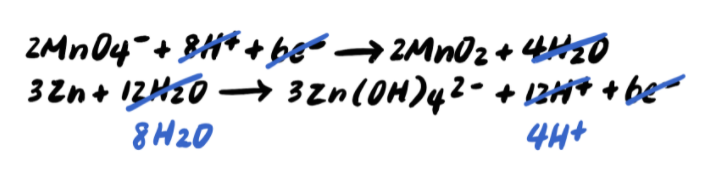 2MnO₄⁻ + 8H⁺ + 6e⁻ → 2MnO₂ + 4H₂O
3Zn + 12H₂O → 3Zn(OH)₄²⁻ + 12H⁺ + 6e⁻
8H₂O 4H⁺